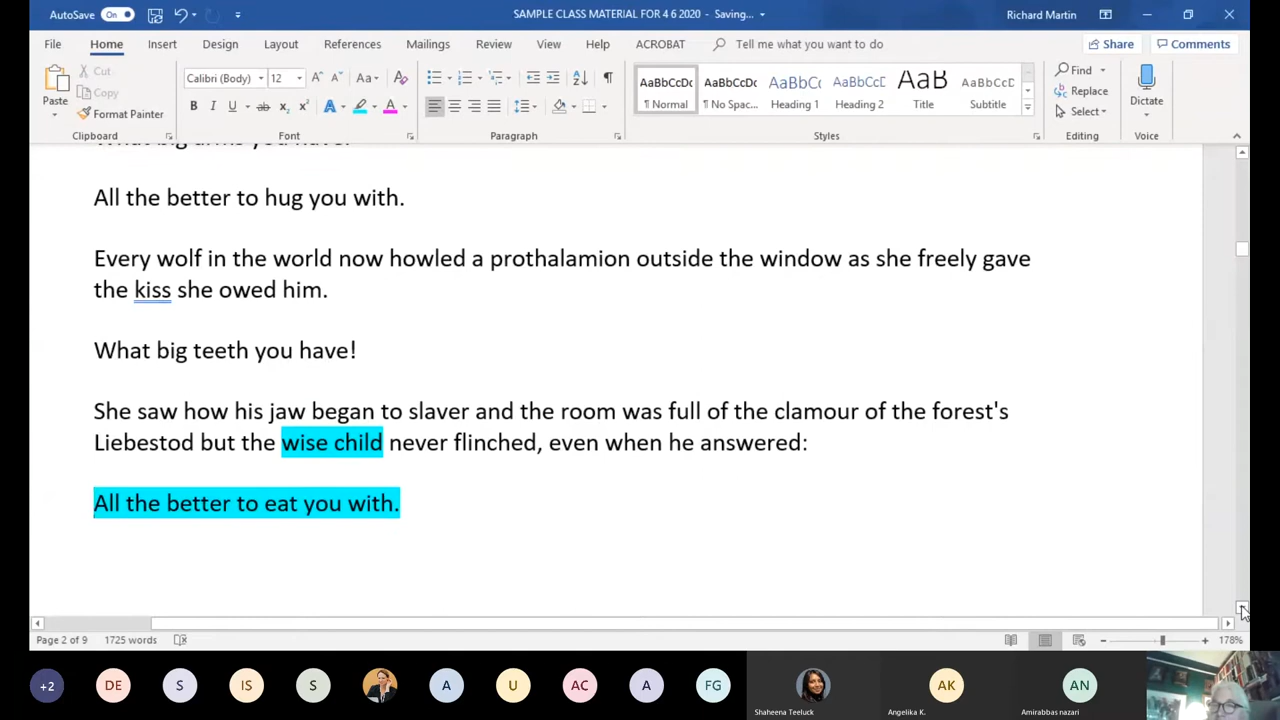 AutoSave On SAMPLE CLASS MATERIAL FOR 4 6 2020 - Saving... Richard Martin
File Home Insert Design Layout References Mailings Review View Help ACROBAT Tell me what you want to do Share Comments
Paste Cut Copy Format Painter Clipboard
Calibri (Body) 12 Aa B I U ab x₂ x² A A Font
Paragraph
AaBbCcDc ¶ Normal AaBbCcDc ¶ No Spac... AaBbCc Heading 1 AaBbCcD Heading 2 AaB Title AaBbCcD Subtitle Styles
Find Replace Select Editing
Dictate Voice
All the better to hug you with.
Every wolf in the world now howled a prothalamion outside the window as she freely gave
the kiss she owed him.
What big teeth you have!
She saw how his jaw began to slaver and the room was full of the clamour of the forest's
Liebestod but the wise child never flinched, even when he answered:
All the better to eat you with.
Page 2 of 9 1725 words 178%
+2 DE S IS S A U AC A FG AK AN
Shaheena Teeluck Angelika K. Amirabbas nazari